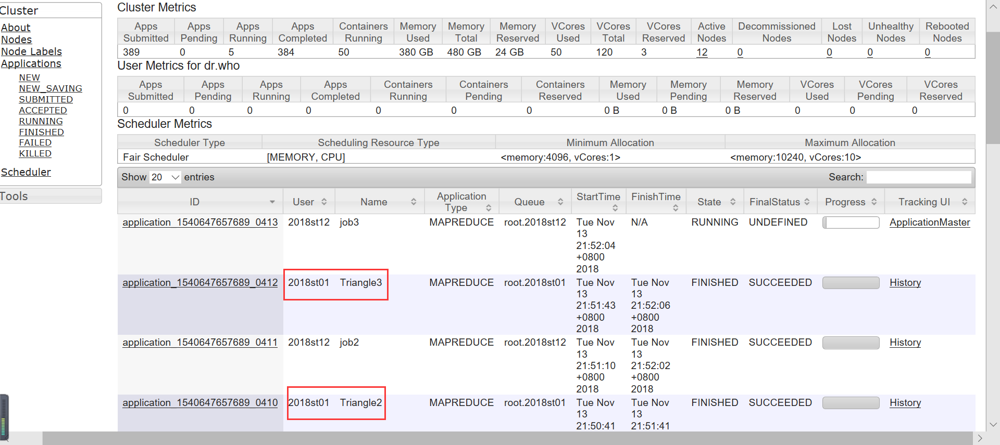 Cluster
About
Nodes
Node Labels
Applications
NEW
NEW_SAVING
SUBMITTED
ACCEPTED
RUNNING
FINISHED
FAILED
KILLED
Scheduler
Tools
Cluster Metrics
Apps Submitted Apps Pending Apps Running Apps Completed Containers Running Memory Used Memory Total Memory Reserved VCores Used VCores Total VCores Reserved Active Nodes Decommissioned Nodes Lost Nodes Unhealthy Nodes Rebooted Nodes
389 0 5 384 50 380 GB 480 GB 24 GB 50 120 3 12 0 0 0 0
User Metrics for dr.who
Apps Submitted Apps Pending Apps Running Apps Completed Containers Running Containers Pending Containers Reserved Memory Used Memory Pending Memory Reserved VCores Used VCores Pending VCores Reserved
0 0 0 0 0 0 0 0 B 0 B 0 B 0 0 0
Scheduler Metrics
Scheduler Type Scheduling Resource Type Minimum Allocation Maximum Allocation
Fair Scheduler [MEMORY, CPU] <memory:4096, vCores:1> <memory:10240, vCores:10>
Show 20 entries Search:
ID User Name Application Type Queue StartTime FinishTime State FinalStatus Progress Tracking UI
application_1540647657689_0413 2018st12 job3 MAPREDUCE root.2018st12 Tue Nov N/A RUNNING UNDEFINED ApplicationMaster
13
21:52:04
+0800
2018
application_1540647657689_0412 2018st01 Triangle3 MAPREDUCE root.2018st01 Tue Nov Tue Nov FINISHED SUCCEEDED History
13 13
21:51:43 21:52:06
+0800 +0800
2018 2018
application_1540647657689_0411 2018st12 job2 MAPREDUCE root.2018st12 Tue Nov Tue Nov FINISHED SUCCEEDED History
13 13
21:51:10 21:52:02
+0800 +0800
2018 2018
application_1540647657689_0410 2018st01 Triangle2 MAPREDUCE root.2018st01 Tue Nov Tue Nov FINISHED SUCCEEDED History
13 13
21:50:41 21:51:41